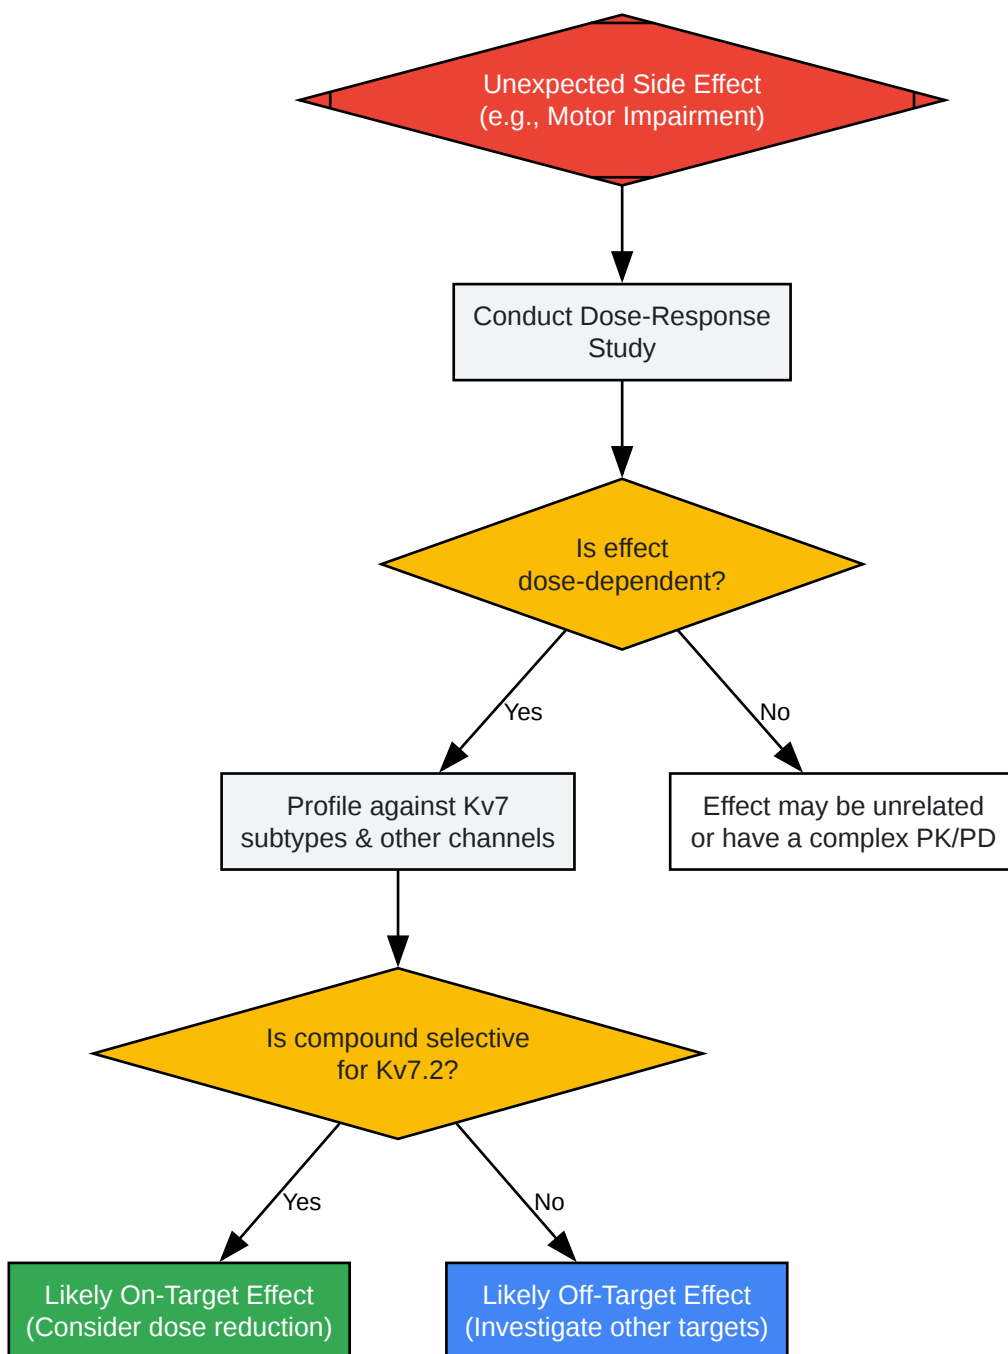 Unexpected Side Effect
(e.g., Motor Impairment)
Conduct Dose-Response
Study
Is effect
dose-dependent?
Yes
No
Profile against Kv7
subtypes & other channels
Effect may be unrelated
or have a complex PK/PD
Is compound selective
for Kv7.2?
Yes
No
Likely On-Target Effect
(Consider dose reduction)
Likely Off-Target Effect
(Investigate other targets)